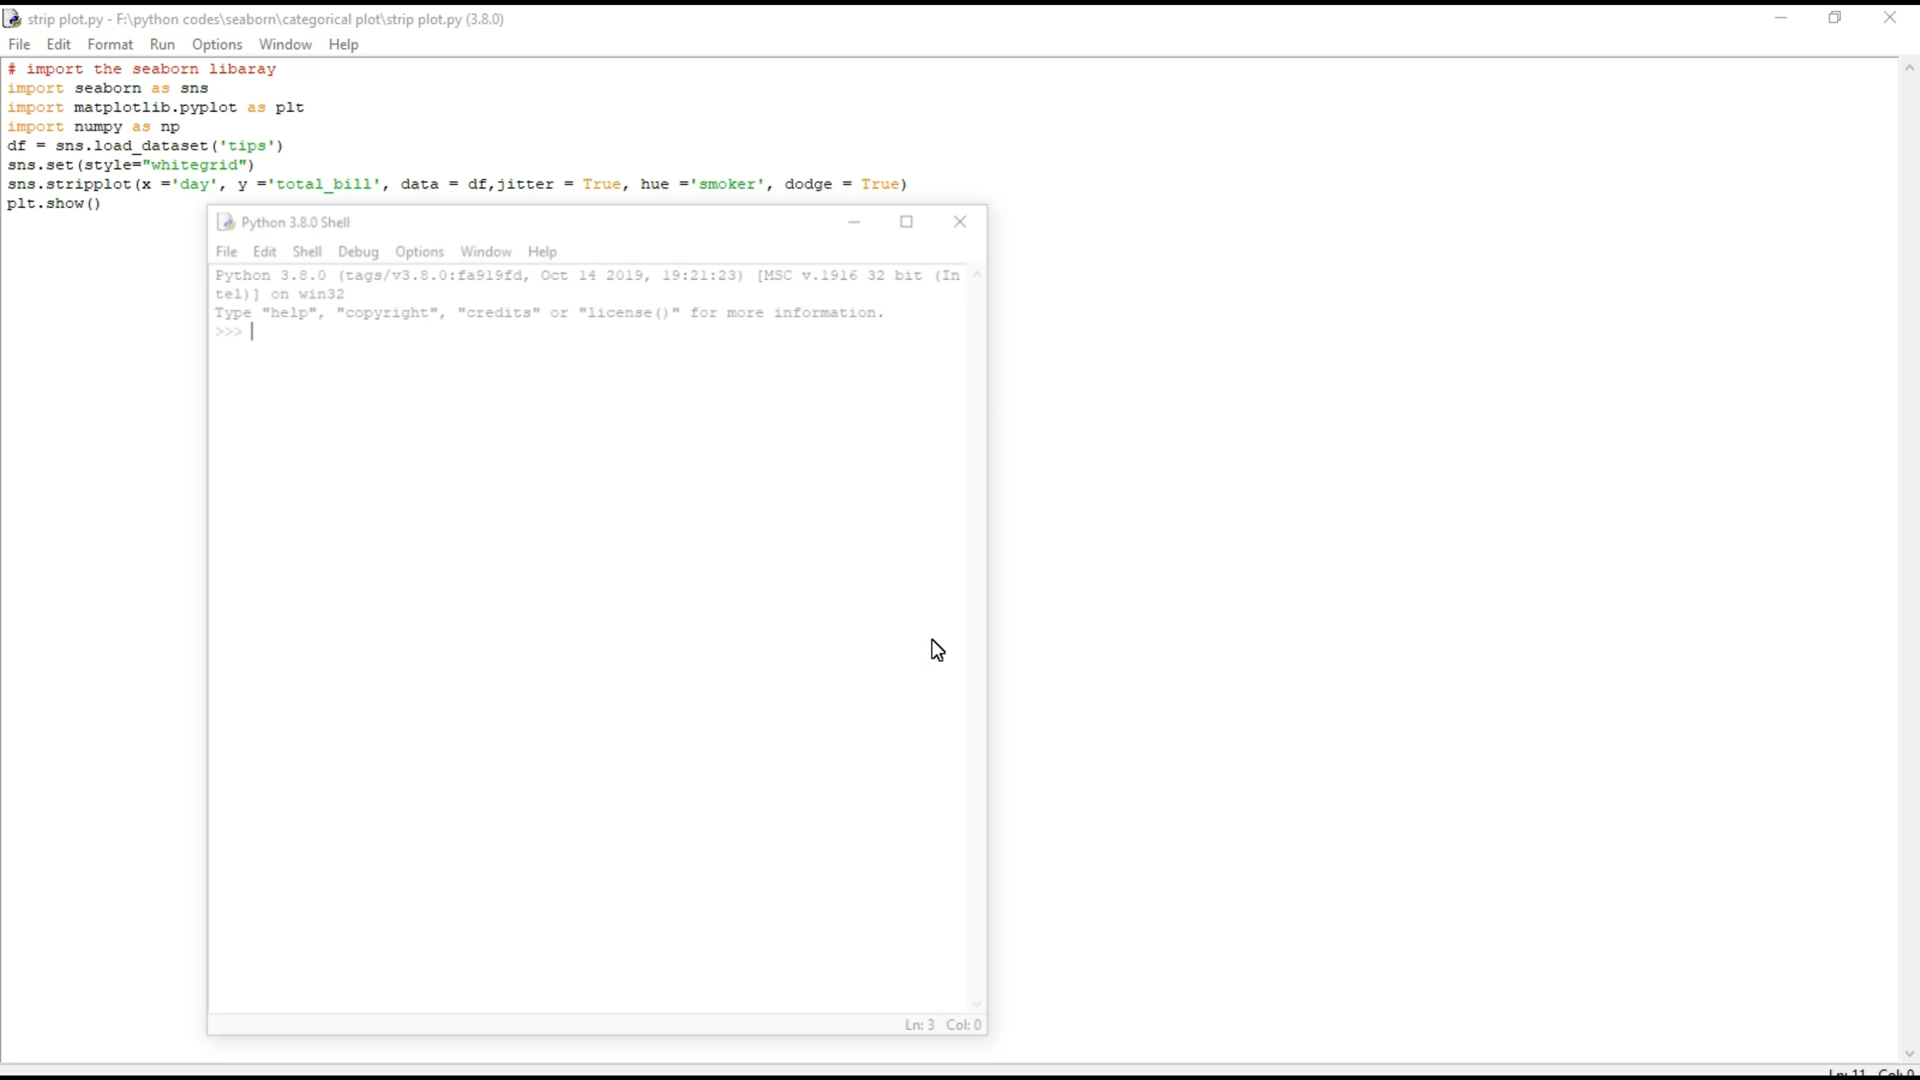 strip plot.py - F:\python codes\seaborn\categorical plot\strip plot.py (3.8.0)
File Edit Format Run Options Window Help
# import the seaborn libaray
import seaborn as sns
import matplotlib.pyplot as plt
import numpy as np
df = sns.load_dataset('tips')
sns.set(style="whitegrid")
sns.stripplot(x ='day', y ='total_bill', data = df,jitter = True, hue ='smoker', dodge = True)
plt.show()
Python 3.8.0 Shell
File Edit Shell Debug Options Window Help
Python 3.8.0 (tags/v3.8.0:fa919fd, Oct 14 2019, 19:21:23) [MSC v.1916 32 bit (In
tel)] on win32
Type "help", "copyright", "credits" or "license()" for more information.
>>>
Ln: 3 Col: 0
Ln: 11 Col: 0